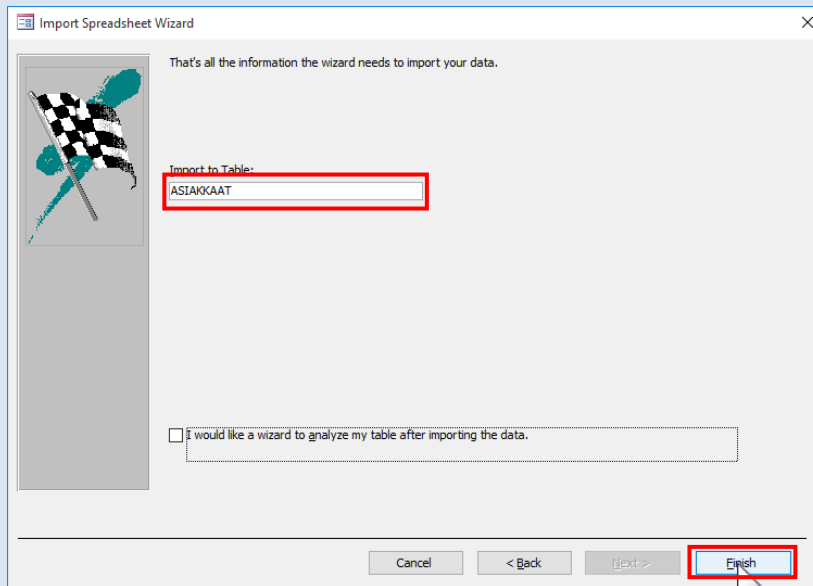 Import Spreadsheet Wizard
That's all the information the wizard needs to import your data.
Import to Table:
ASIAKKAAT
I would like a wizard to analyze my table after importing the data.
Cancel
< Back
Next >
Finish